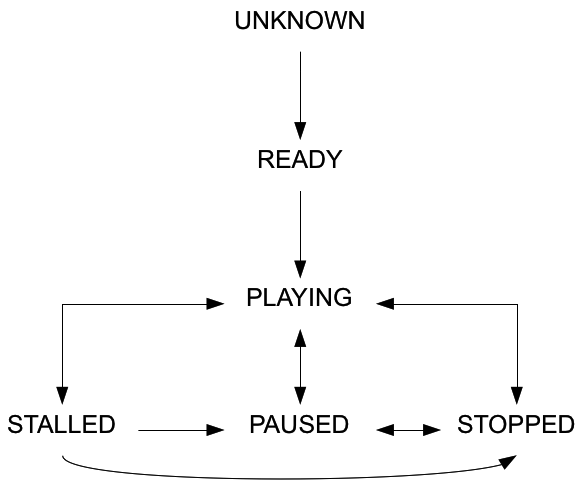 UNKNOWN
READY
PLAYING
STALLED PAUSED STOPPED